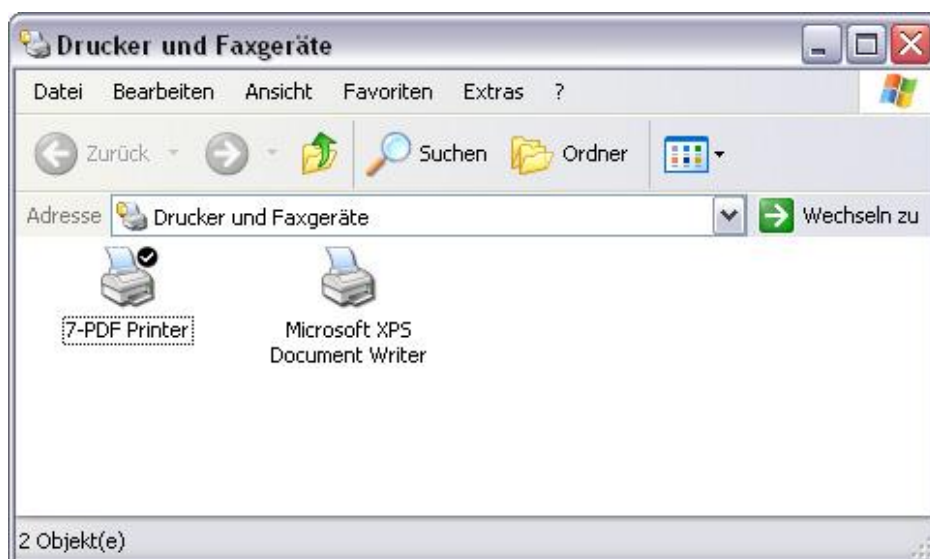 Drucker und Faxgeräte
Datei Bearbeiten Ansicht Favoriten Extras ?
Zurück Suchen Ordner
Adresse Drucker und Faxgeräte Wechseln zu
7-PDF Printer
Microsoft XPS
Document Writer
2 Objekt(e)